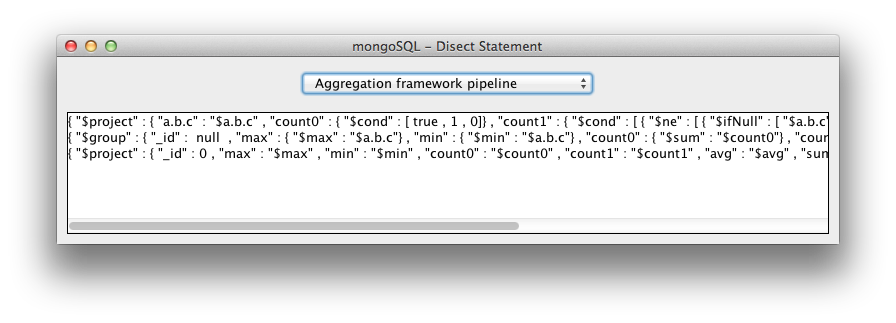 mongoSQL – Disect Statement
Aggregation framework pipeline
{ "$project" : { "a.b.c" : "$a.b.c" , "count0" : { "$cond" : [ true , 1 , 0]} , "count1" : { "$cond" : [ { "$ne" : [ { "$ifNull" : [ "$a.b.c"
{ "$group" : { "_id" :  null  , "max" : { "$max" : "$a.b.c"} , "min" : { "$min" : "$a.b.c"} , "count0" : { "$sum" : "$count0"} , "coun
{ "$project" : { "_id" : 0 , "max" : "$max" , "min" : "$min" , "count0" : "$count0" , "count1" : "$count1" , "avg" : "$avg" , "sum